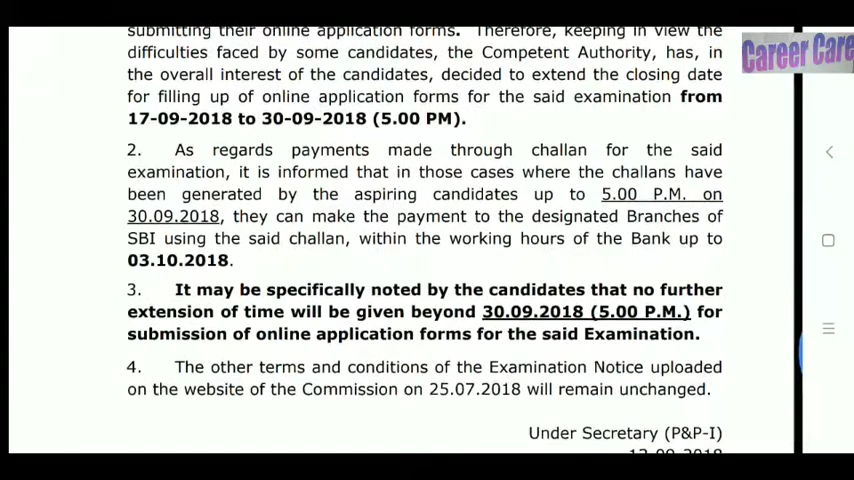 submitting their online application forms. Therefore, keeping in view the
difficulties faced by some candidates, the Competent Authority, has, in
the overall interest of the candidates, decided to extend the closing date
for filling up of online application forms for the said examination from
17-09-2018 to 30-09-2018 (5.00 PM).
2. As regards payments made through challan for the said
examination, it is informed that in those cases where the challans have
been generated by the aspiring candidates up to 5.00 P.M. on
30.09.2018, they can make the payment to the designated Branches of
SBI using the said challan, within the working hours of the Bank up to
03.10.2018.
3. It may be specifically noted by the candidates that no further
extension of time will be given beyond 30.09.2018 (5.00 P.M.) for
submission of online application forms for the said Examination.
4. The other terms and conditions of the Examination Notice uploaded
on the website of the Commission on 25.07.2018 will remain unchanged.
Under Secretary (P&P-I)
Career Care